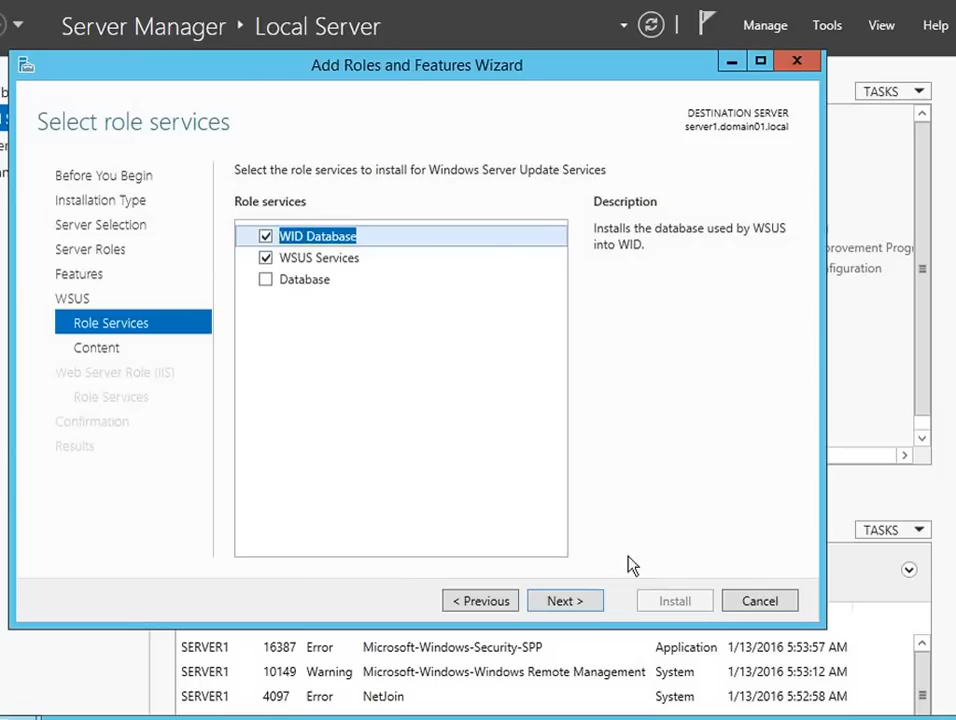 Server Manager ‣ Local Server
Manage
Tools
View
Help
Add Roles and Features Wizard
TASKS
Select role services
DESTINATION SERVER
server1.domain01.local
Before You Begin
Installation Type
Server Selection
Server Roles
Features
WSUS
Role Services
Content
Web Server Role (IIS)
Role Services
Confirmation
Results
Select the role services to install for Windows Server Update Services
Role services
WID Database
WSUS Services
Database
Description
Installs the database used by WSUS
into WID.
< Previous
Next >
Install
Cancel
TASKS
SERVER1 16387 Error Microsoft-Windows-Security-SPP Application 1/13/2016 5:53:57 AM
SERVER1 10149 Warning Microsoft-Windows-Windows Remote Management System 1/13/2016 5:53:12 AM
SERVER1 4097 Error NetJoin System 1/13/2016 5:52:58 AM